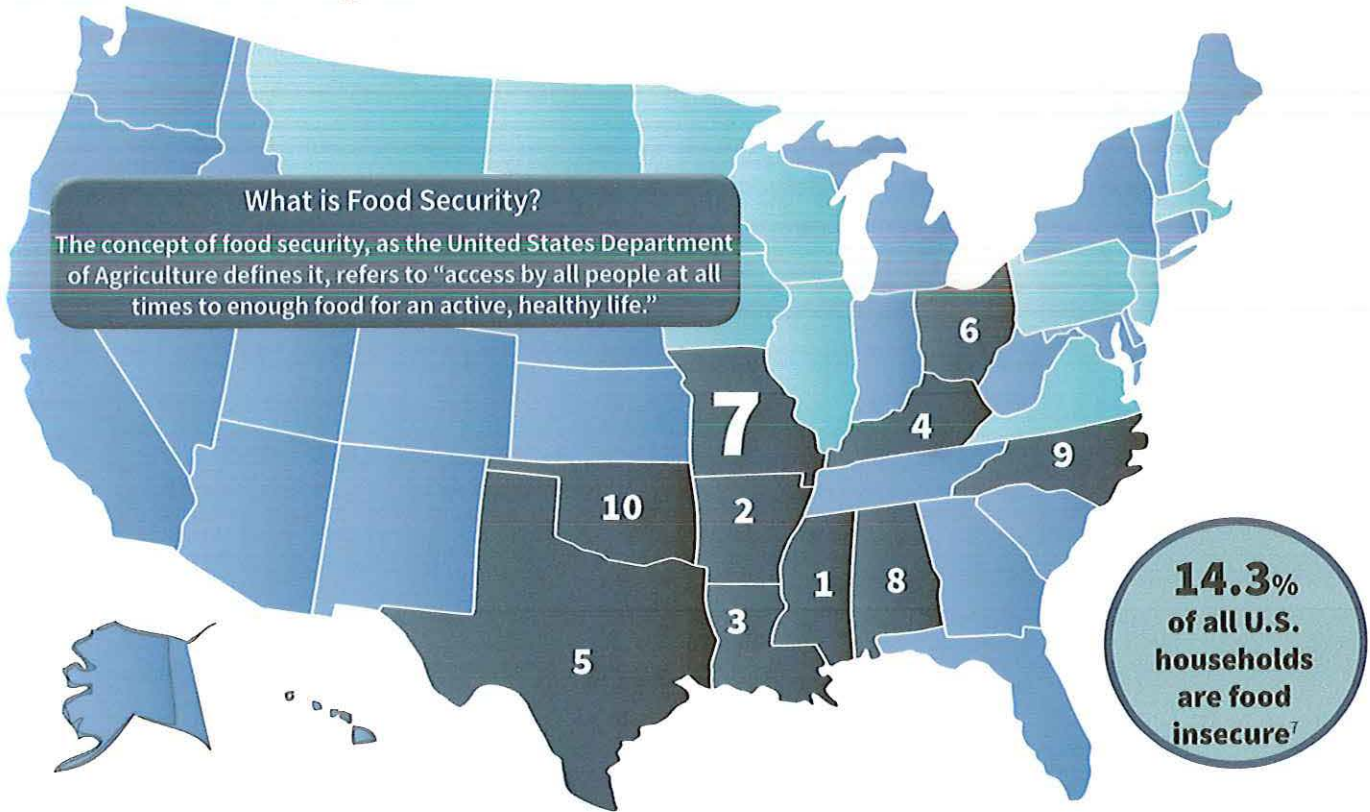 What is Food Security?
The concept of food security, as the United States Department
of Agriculture defines it, refers to “access by all people at all
times to enough food for an active, healthy life.”
6
7
4
9
10
2
1
8
3
5
14.3%
of all U.S.
households
are food
insecure⁷